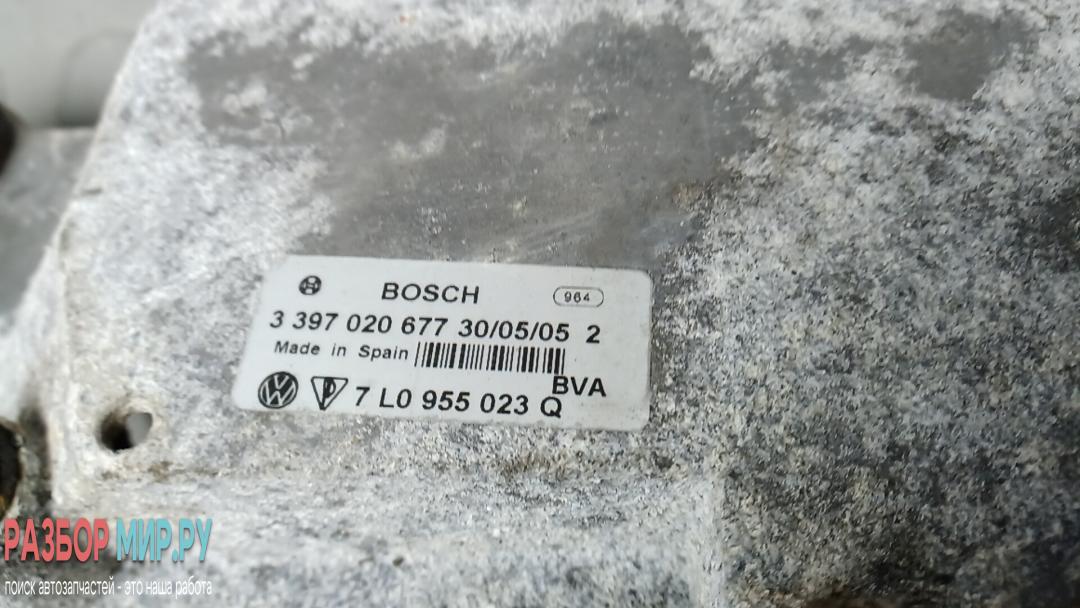 BOSCH 964
3 397 020 677 30/05/05 2
Made in Spain
BVA
7 L0 955 023 Q
РАЗБОР МИР.РУ
поиск автозапчастей - это наша работа